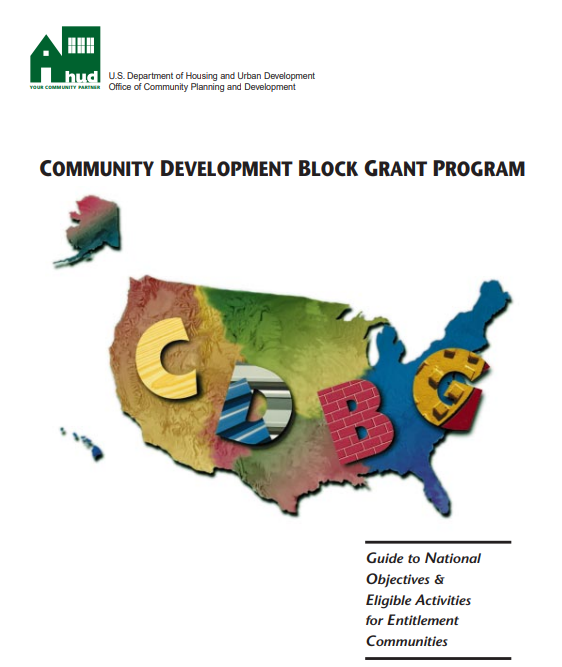 hud
YOUR COMMUNITY PARTNER
U.S. Department of Housing and Urban Development
Office of Community Planning and Development
COMMUNITY DEVELOPMENT BLOCK GRANT PROGRAM
C D B G
Guide to National
Objectives &
Eligible Activities
for Entitlement
Communities